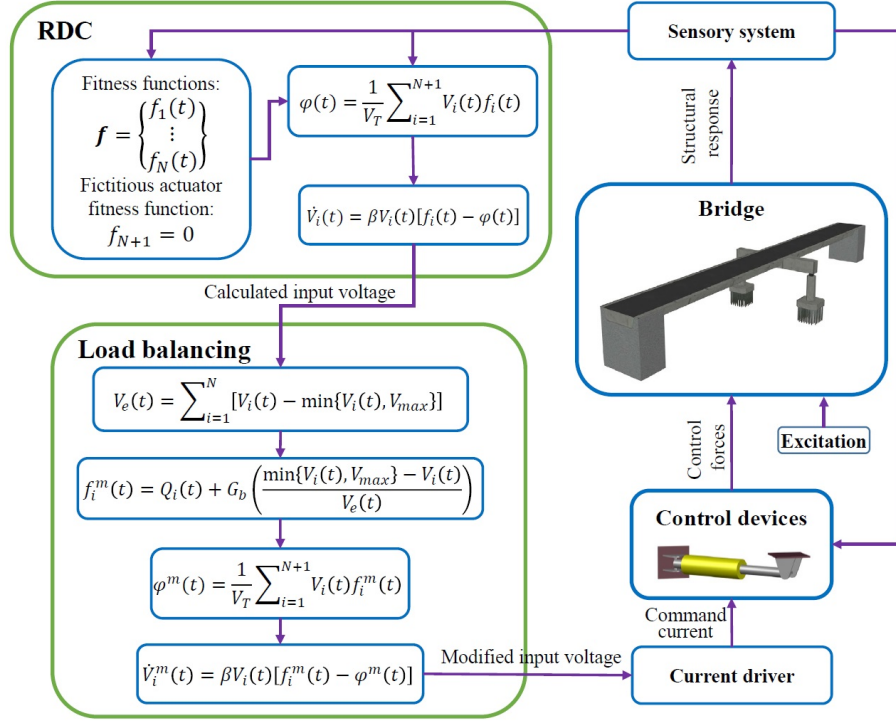 RDC
Fitness functions:
𝒇 = {f₁(t)
⋮
f_N(t)}
Fictitious actuator
fitness function:
f_{N+1} = 0
φ(t) = 1/V_T ∑_{i=1}^{N+1} V_i(t)f_i(t)
V̇_i(t) = βV_i(t)[f_i(t) − φ(t)]
Calculated input voltage
Load balancing
V_e(t) = ∑_{i=1}^{N} [V_i(t) − min{V_i(t), V_max}]
f_i^m(t) = Q_i(t) + G_b ((min{V_i(t), V_max} − V_i(t))/V_e(t))
φ^m(t) = 1/V_T ∑_{i=1}^{N+1} V_i(t)f_i^m(t)
V̇_i^m(t) = βV_i(t)[f_i^m(t) − φ^m(t)]
Modified input voltage
Sensory system
Structural
response
Bridge
Excitation
Control
forces
Control devices
Command
current
Current driver